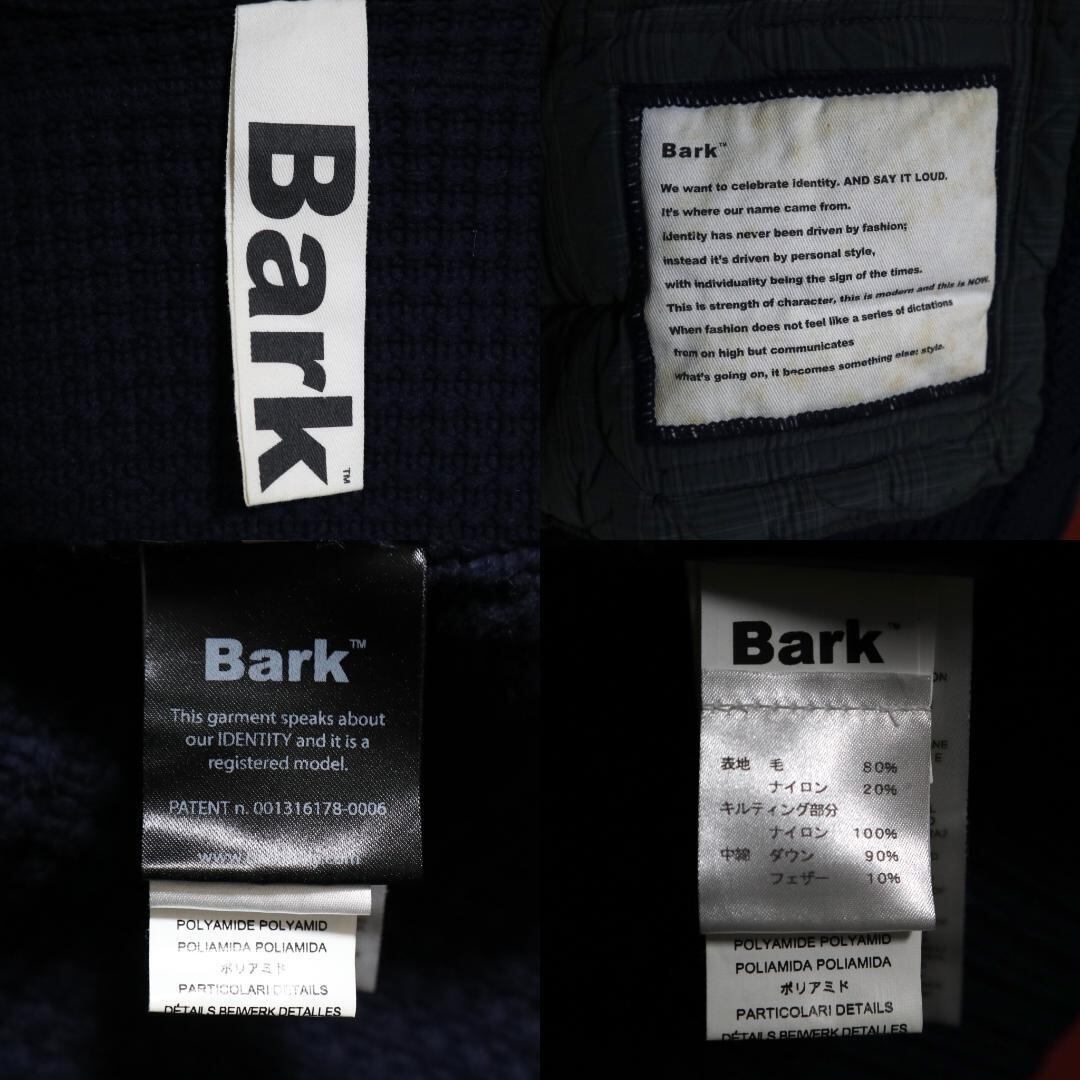 Bark™
Bark™
We want to celebrate identity. AND SAY IT LOUD.
It's where our name came from.
identity has never been driven by fashion;
instead it's driven by personal style,
with individuality being the sign of the times.
This is strength of character, this is modern and this is NOW.
When fashion does not feel like a series of dictations
from on high but communicates
what's going on, it becomes something else: style.
Bark™
This garment speaks about
our IDENTITY and it is a
registered model.
PATENT n. 001316178-0006
POLYAMIDE POLYAMID
POLIAMIDA POLIAMIDA
ポリアミド
PARTICOLARI DETAILS
DÉTAILS BEIWERK DETALLES
Bark™
表地 毛 80%
ナイロン 20%
キルティング部分
ナイロン 100%
中綿 ダウン 90%
フェザー 10%
POLYAMIDE POLYAMID
POLIAMIDA POLIAMIDA
ポリアミド
PARTICOLARI DETAILS
DÉTAILS BEIWERK DETALLES